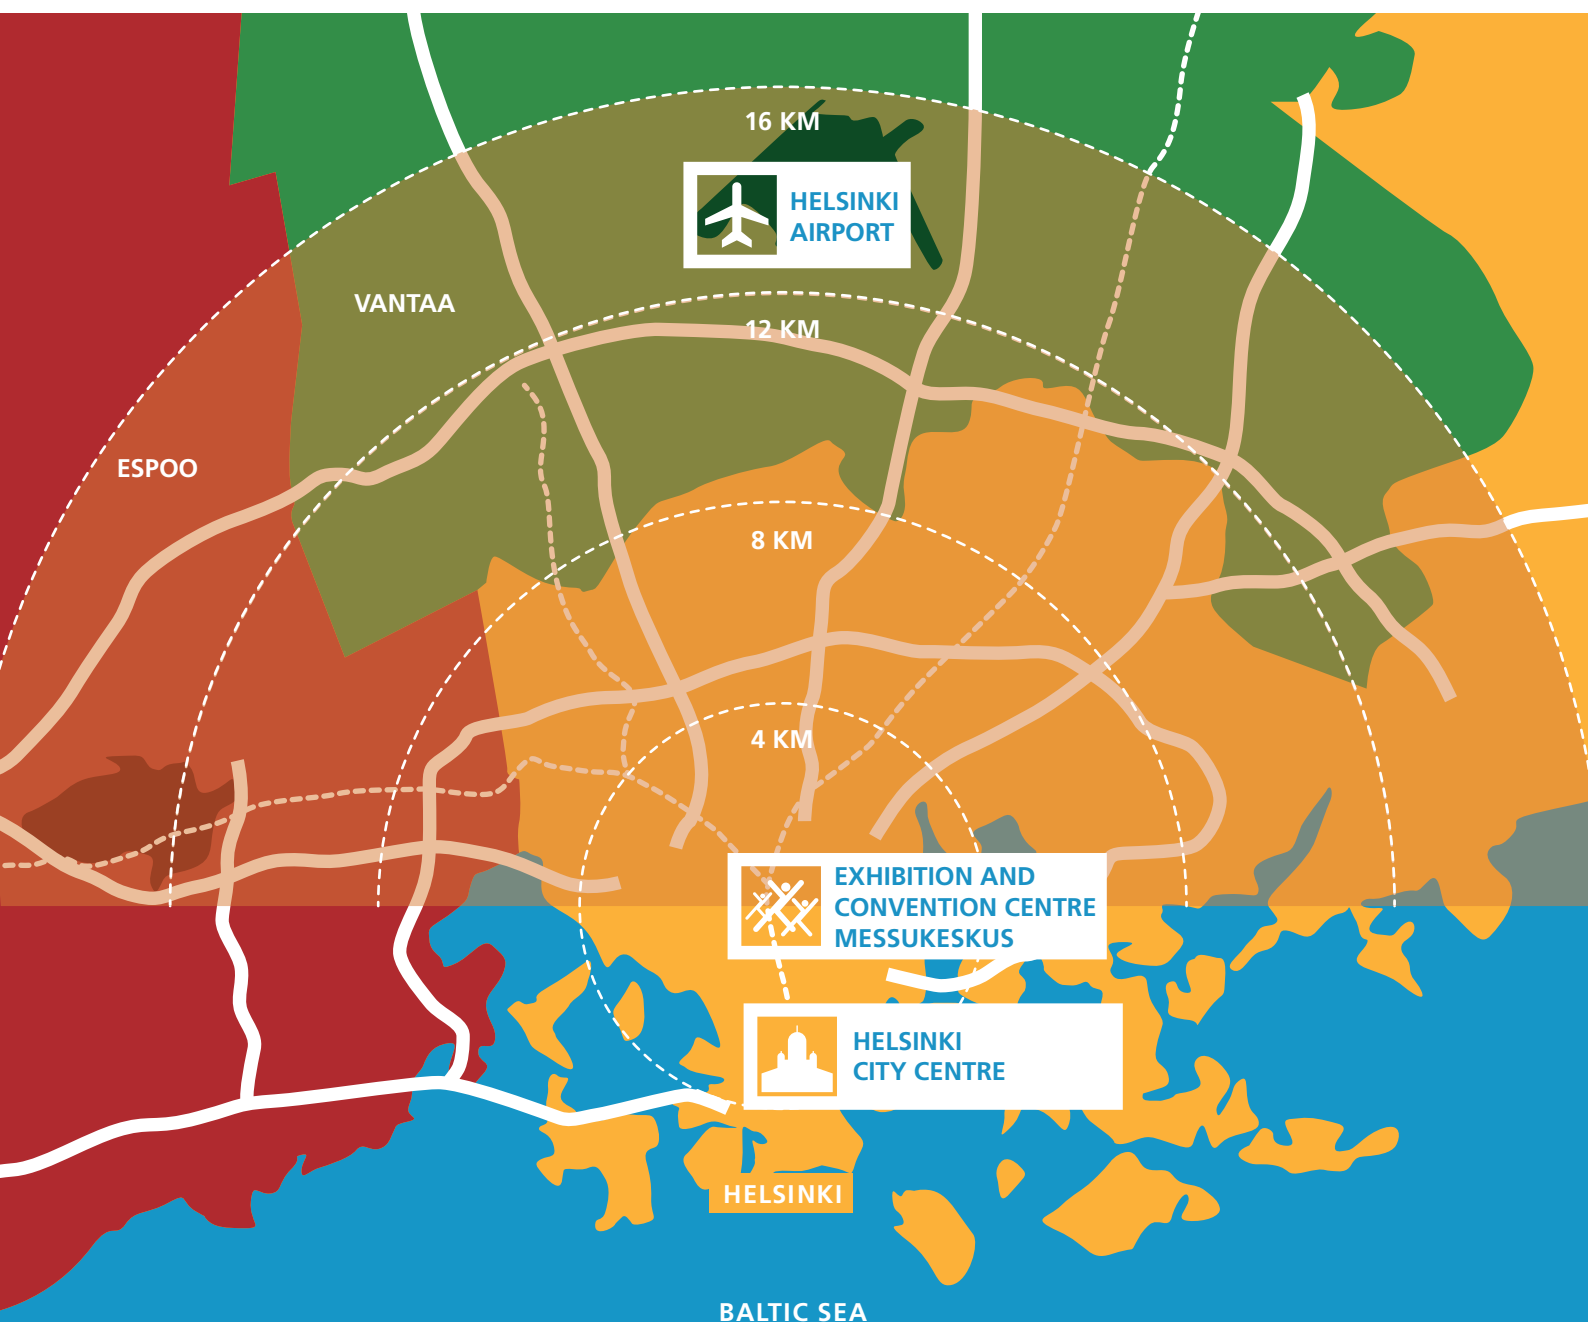 16 KM
HELSINKI
AIRPORT
VANTAA
12 KM
ESPOO
8 KM
4 KM
EXHIBITION AND
CONVENTION CENTRE
MESSUKESKUS
HELSINKI
CITY CENTRE
HELSINKI
BALTIC SEA